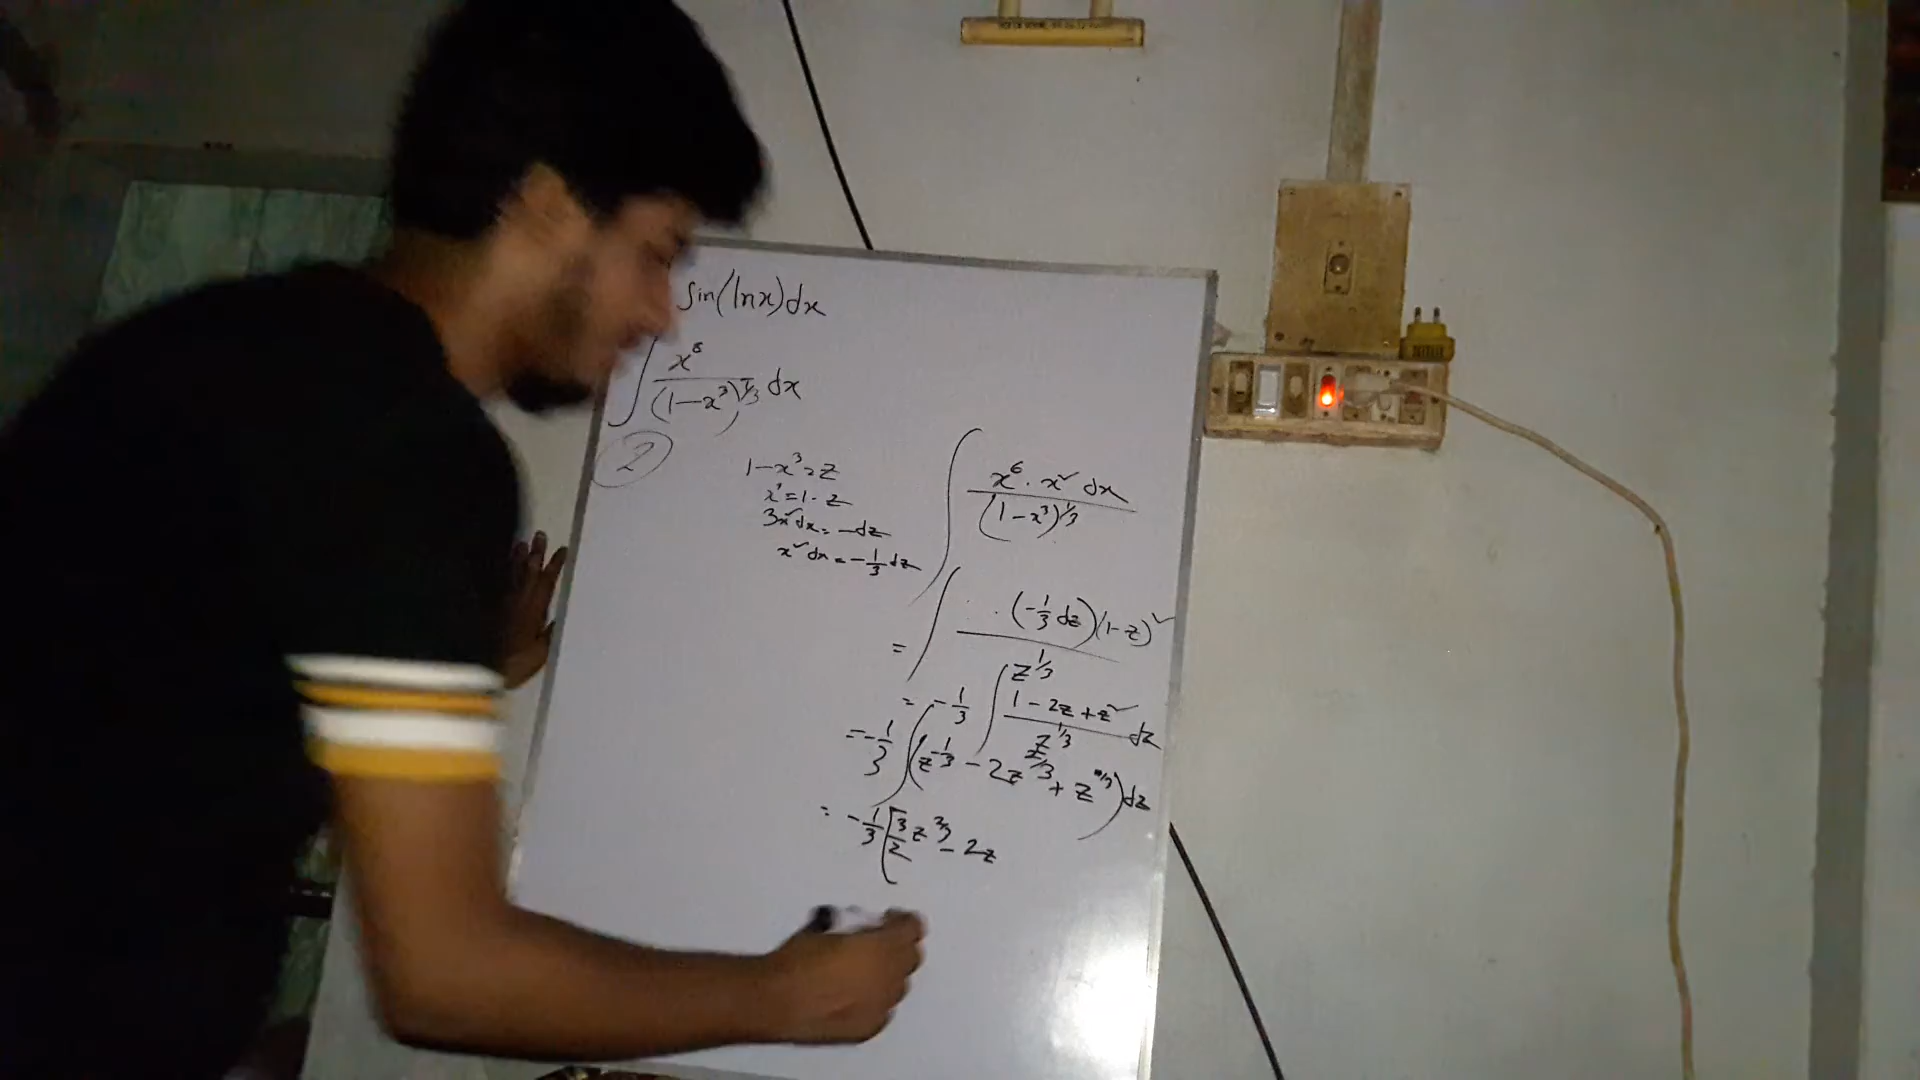 sin(ln x) dx
∫ x⁸/(1-x³)^1/3 dx
2
1-x³=z
x³=1-z
3x²dx=-dz
x²dx=-1/3 dz
∫ x⁶·x² dx/(1-x³)^1/3
= ∫ (-1/3 dz)(1-z)²/z^1/3
= -1/3 ∫ 1-2z+z²/z^1/3 dz
= -1/3 ∫(z^-1/3 - 2z^2/3 + z^5/3)dz
= -1/3[3/2 z^2/3 - 2z